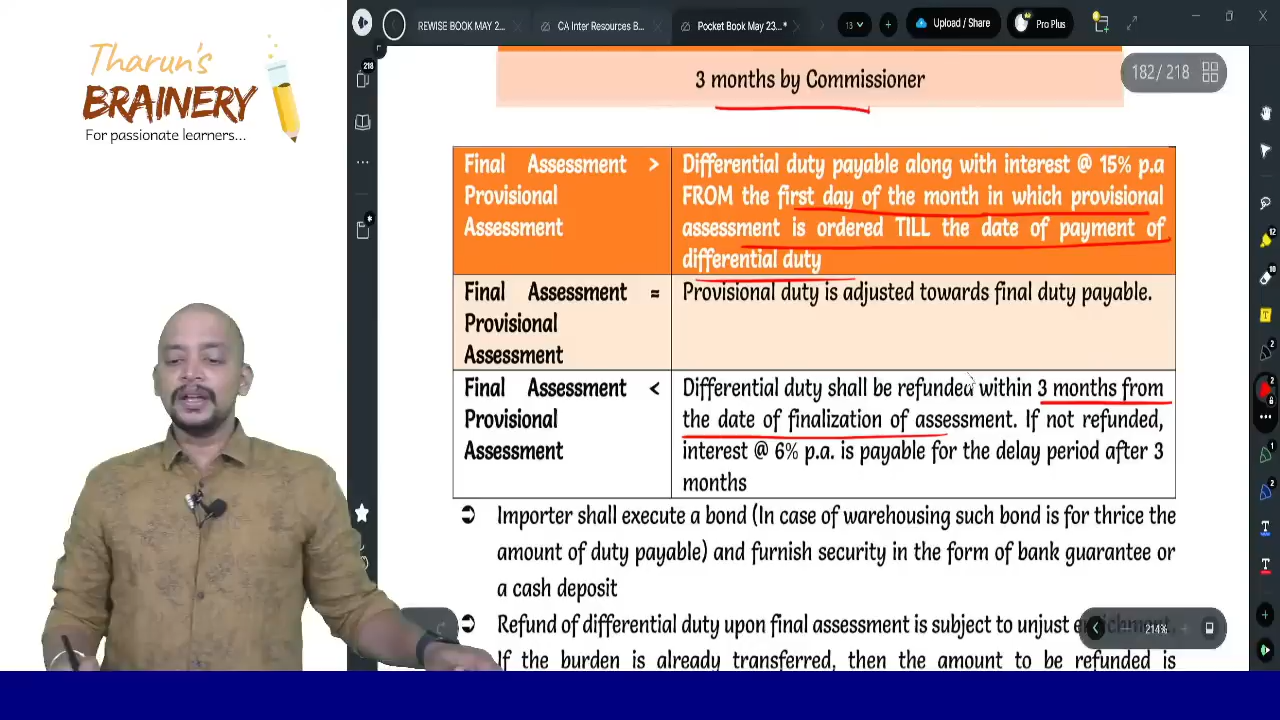 Tharun's
BRAINERY
For passionate learners...
REWISE BOOK MAY 2...
CA Inter Resources B...
Pocket Book May 23...*
13
Upload / Share
Pro Plus
218
182/ 218
3 months by Commissioner
Final Assessment > Provisional Assessment
Differential duty payable along with interest @ 15% p.a
FROM the first day of the month in which provisional
assessment is ordered TILL the date of payment of
differential duty
Final Assessment = Provisional Assessment
Provisional duty is adjusted towards final duty payable.
Final Assessment < Provisional Assessment
Differential duty shall be refunded within 3 months from
the date of finalization of assessment. If not refunded,
interest @ 6% p.a. is payable for the delay period after 3
months
Importer shall execute a bond (In case of warehousing such bond is for thrice the
amount of duty payable) and furnish security in the form of bank guarantee or
a cash deposit
Refund of differential duty upon final assessment is subject to unjust
If the burden is already transferred, then the amount to be refunded is
214%